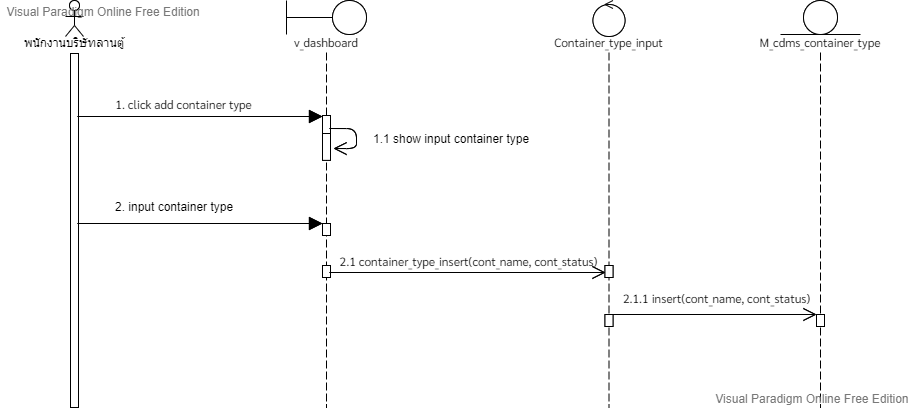 Visual Paradigm Online Free Edition
พนักงานบริษัทลานตู้
v_dashboard
Container_type_input
M_cdms_container_type
1. click add container type
1.1 show input container type
2. input container type
2.1 container_type_insert(cont_name, cont_status)
2.1.1 insert(cont_name, cont_status)
Visual Paradigm Online Free Edition